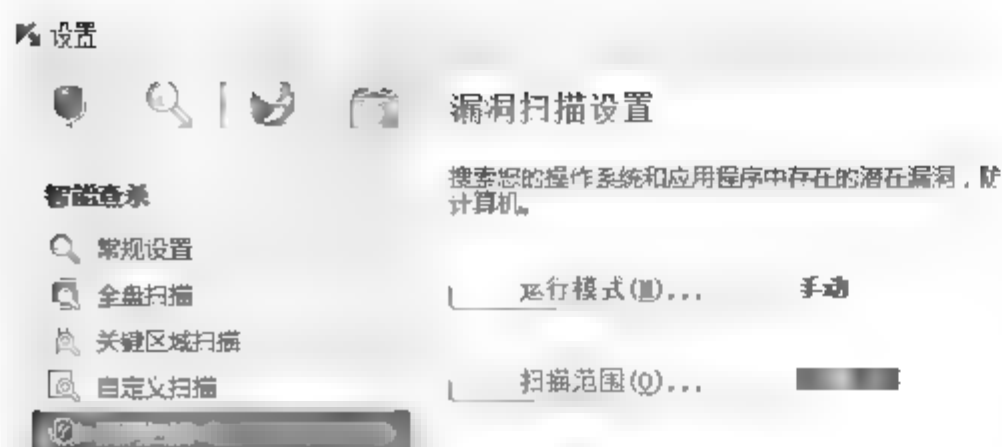 设置
漏洞扫描设置
搜索您的操作系统和应用程序中存在的潜在漏洞，防
计算机。
智能查杀
常规设置
全盘扫描
关键区域扫描
自定义扫描
运行模式(M)... 手动
扫描范围(O)...